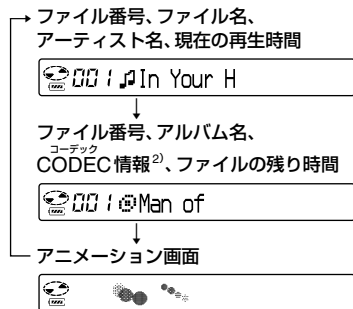 ファイル番号、ファイル名、
アーティスト名、現在の再生時間
001 ♫In Your H
ファイル番号、アルバム名、
コーデック
CODEC情報2)、ファイルの残り時間
001 Man of
アニメーション画面